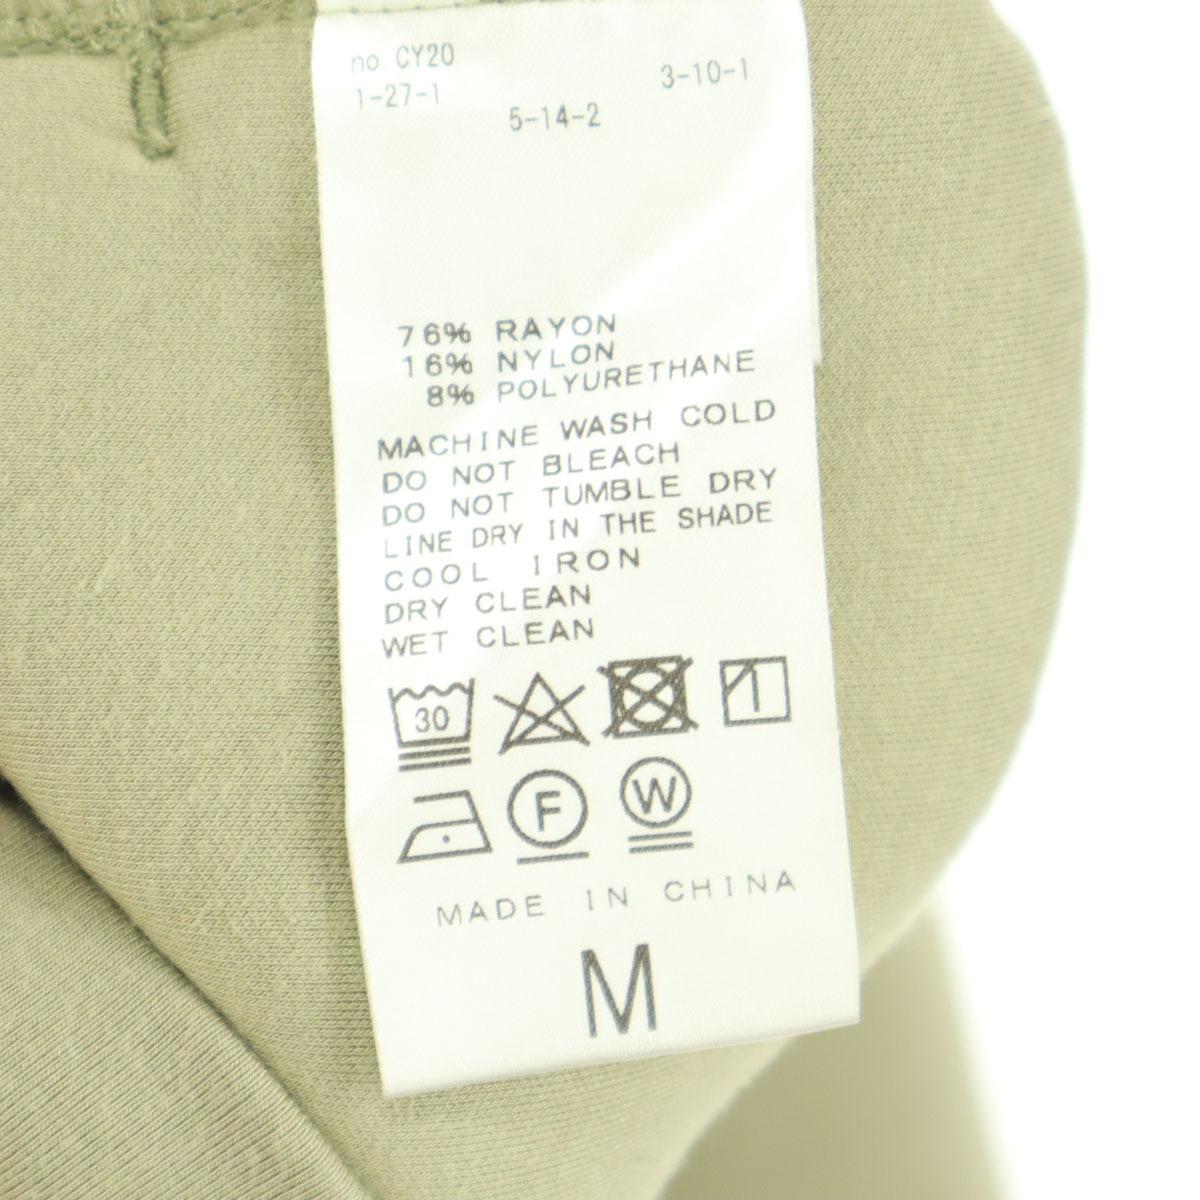 no CY20
1-27-1
3-10-1
5-14-2
76% RAYON
16% NYLON
8% POLYURETHANE
MACHINE WASH COLD
DO NOT BLEACH
DO NOT TUMBLE DRY
LINE DRY IN THE SHADE
COOL IRON
DRY CLEAN
WET CLEAN
30
F W
MADE IN CHINA
M